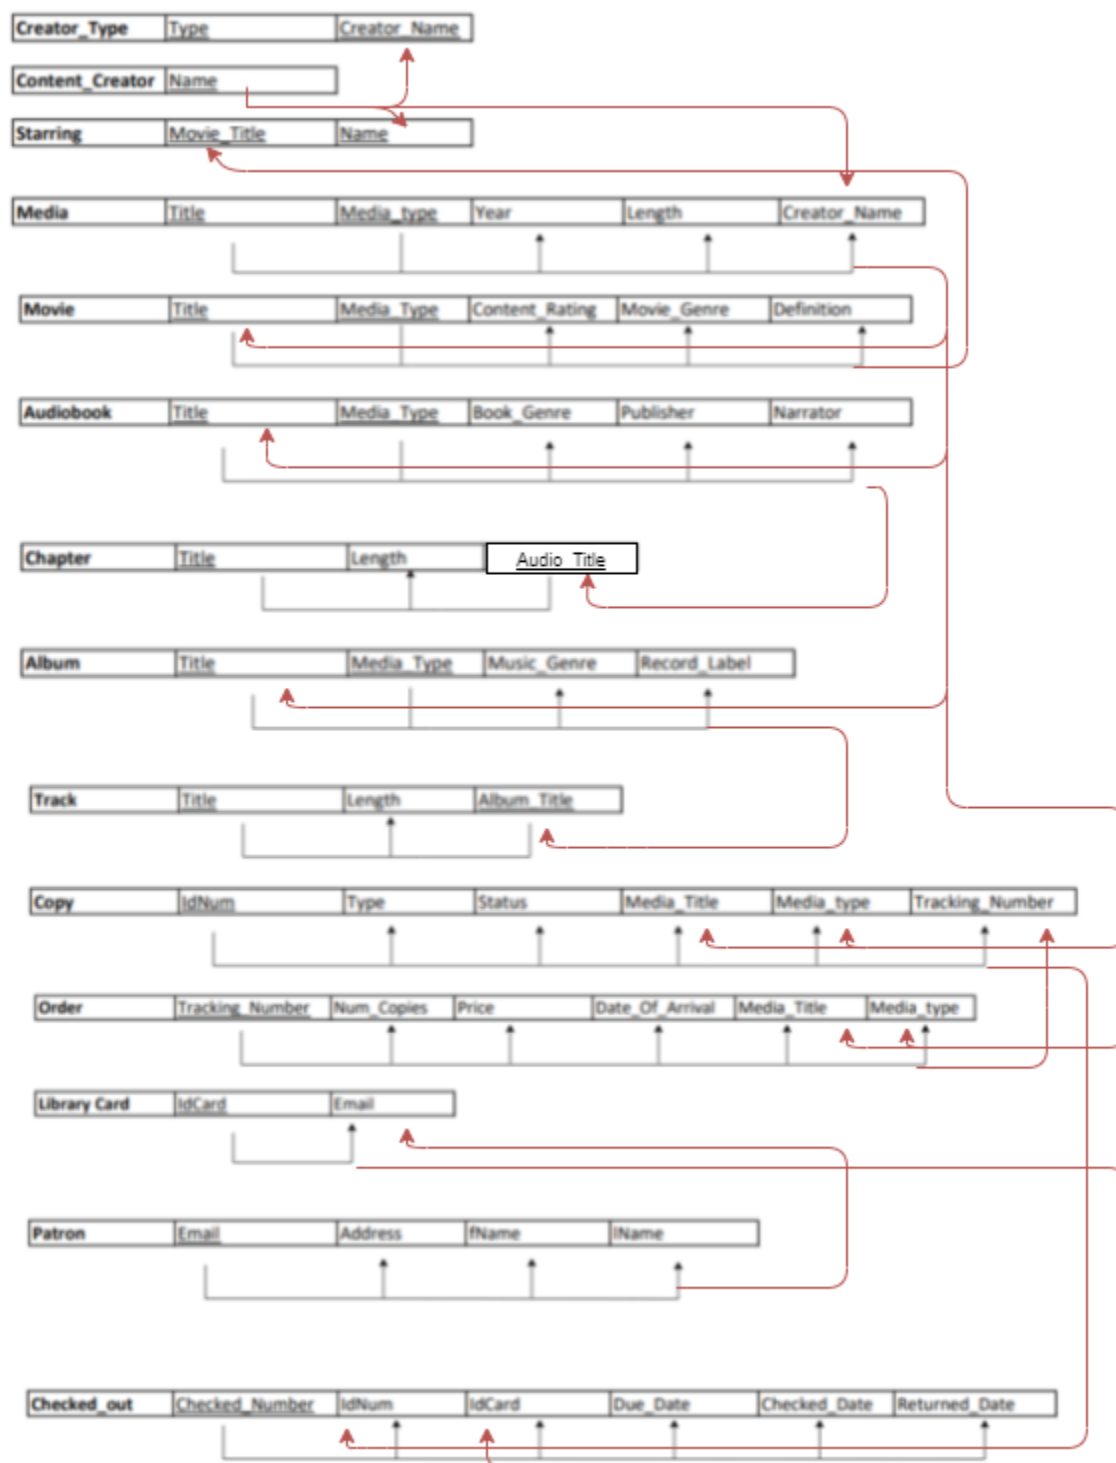 Creator_Type Type Creator_Name
Content_Creator Name
Starring Movie_Title Name
Media Title Media_type Year Length Creator_Name
Movie Title Media_Type Content_Rating Movie_Genre Definition
Audiobook Title Media_Type Book_Genre Publisher Narrator
Chapter Title Length Audio_Title
Album Title Media_Type Music_Genre Record_Label
Track Title Length Album_Title
Copy IdNum Type Status Media_Title Media_type Tracking_Number
Order Tracking_Number Num_Copies Price Date_Of_Arrival Media_Title Media_type
Library Card IdCard Email
Patron Email Address fName lName
Checked_out Checked_Number IdNum IdCard Due_Date Checked_Date Returned_Date